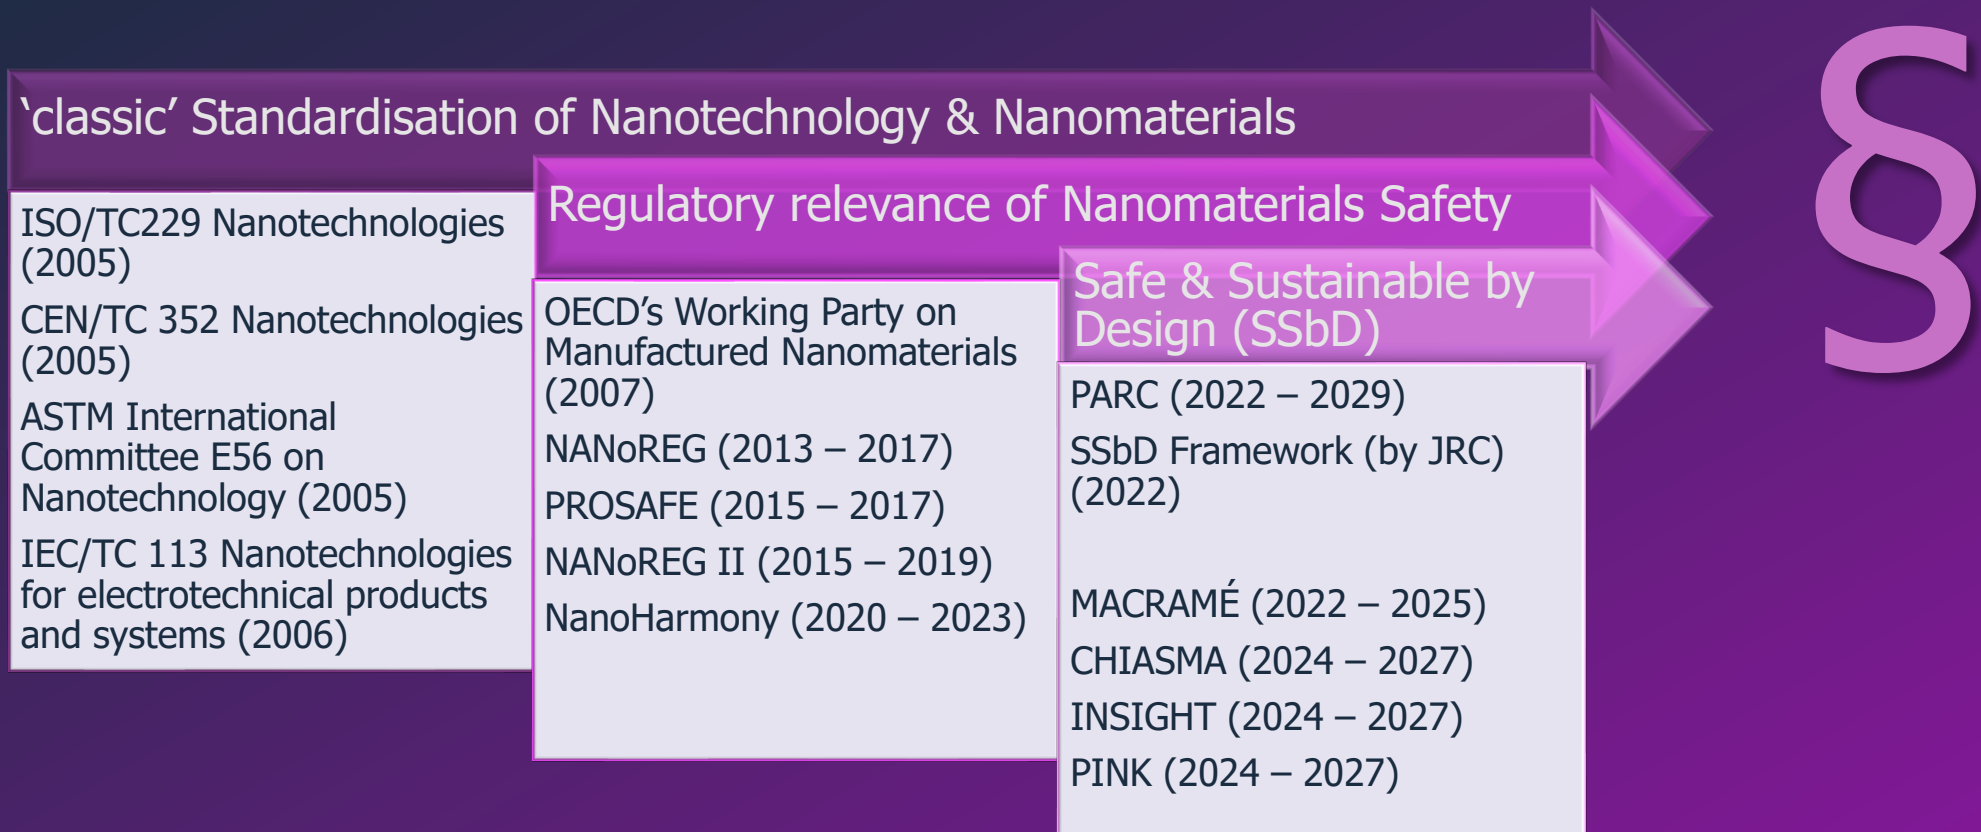 ‘classic’ Standardisation of Nanotechnology & Nanomaterials
ISO/TC229 Nanotechnologies
(2005)
CEN/TC 352 Nanotechnologies
(2005)
ASTM International
Committee E56 on
Nanotechnology (2005)
IEC/TC 113 Nanotechnologies
for electrotechnical products
and systems (2006)
Regulatory relevance of Nanomaterials Safety
OECD’s Working Party on
Manufactured Nanomaterials
(2007)
NANoREG (2013 – 2017)
PROSAFE (2015 – 2017)
NANoREG II (2015 – 2019)
NanoHarmony (2020 – 2023)
Safe & Sustainable by
Design (SSbD)
PARC (2022 – 2029)
SSbD Framework (by JRC)
(2022)
MACRAMÉ (2022 – 2025)
CHIASMA (2024 – 2027)
INSIGHT (2024 – 2027)
PINK (2024 – 2027)
§